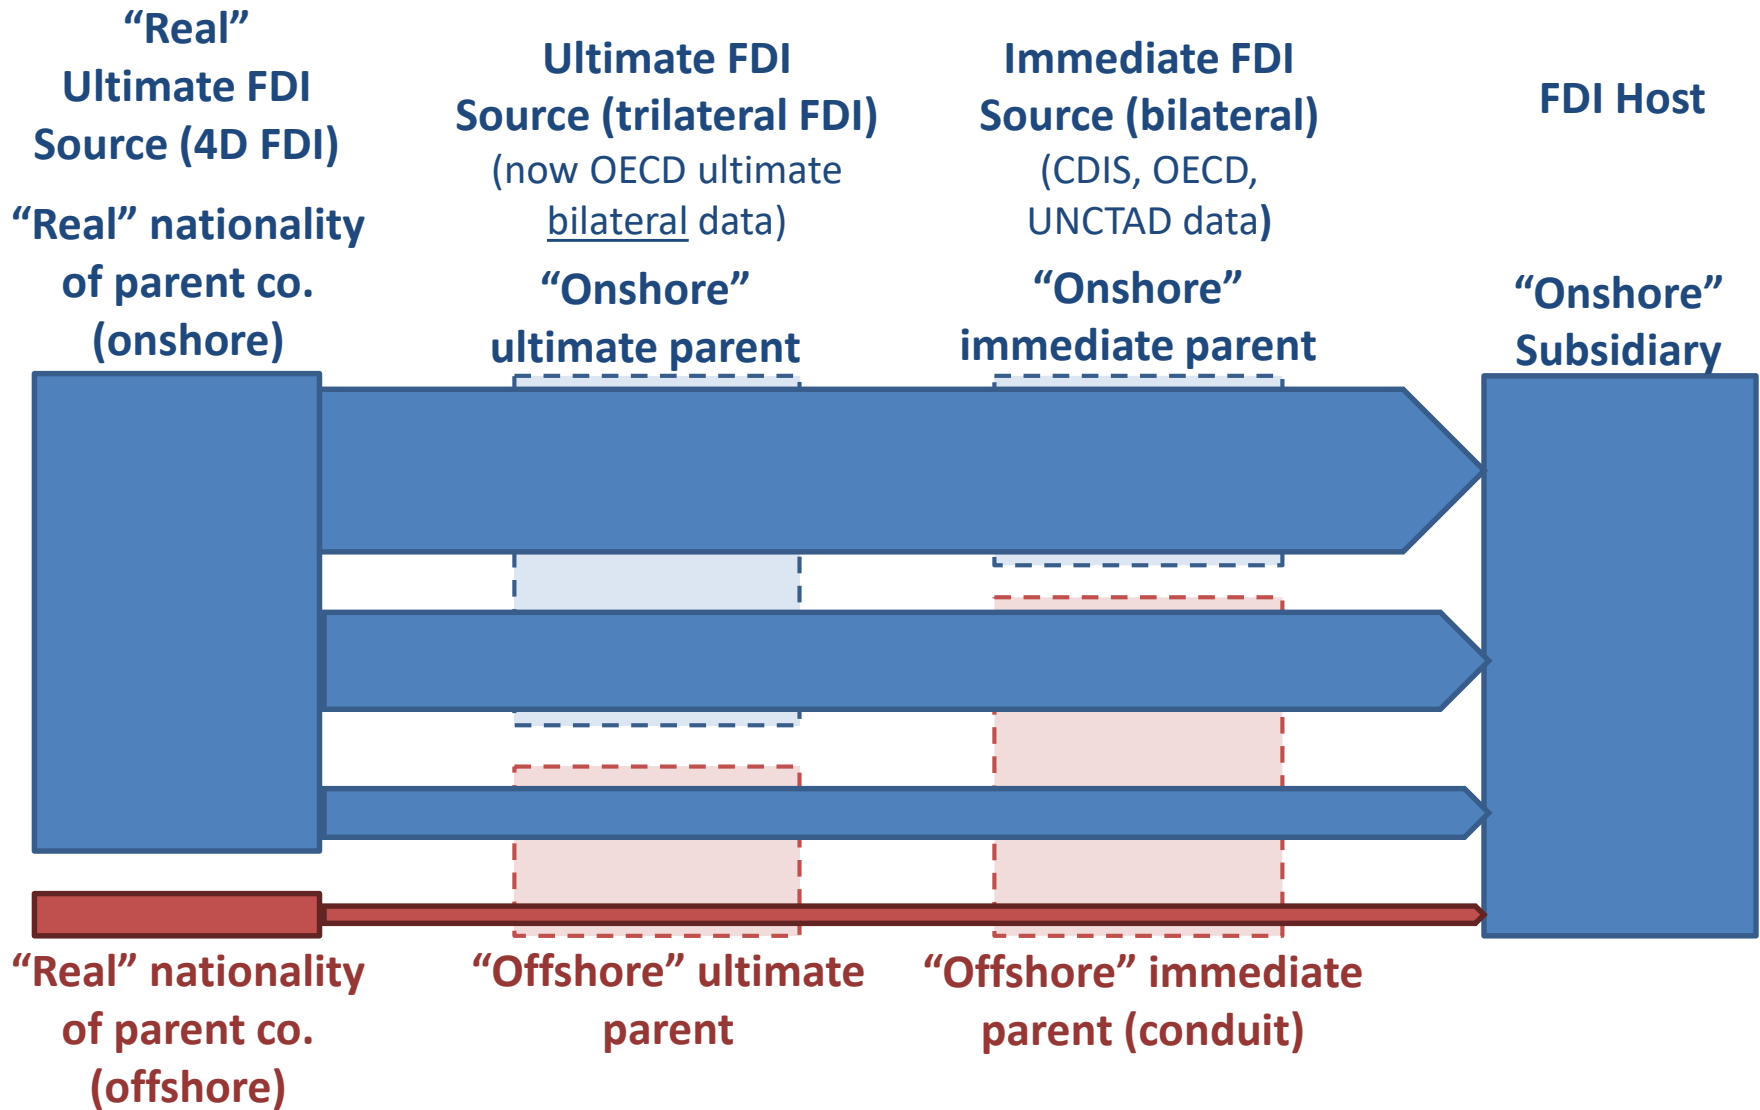 “Real”
Ultimate FDI
Source (4D FDI)
“Real” nationality
of parent co.
(onshore)
Ultimate FDI
Source (trilateral FDI)
(now OECD ultimate
bilateral data)
“Onshore”
ultimate parent
Immediate FDI
Source (bilateral)
(CDIS, OECD,
UNCTAD data)
“Onshore”
immediate parent
FDI Host
“Onshore”
Subsidiary
“Real” nationality
of parent co.
(offshore)
“Offshore” ultimate
parent
“Offshore” immediate
parent (conduit)